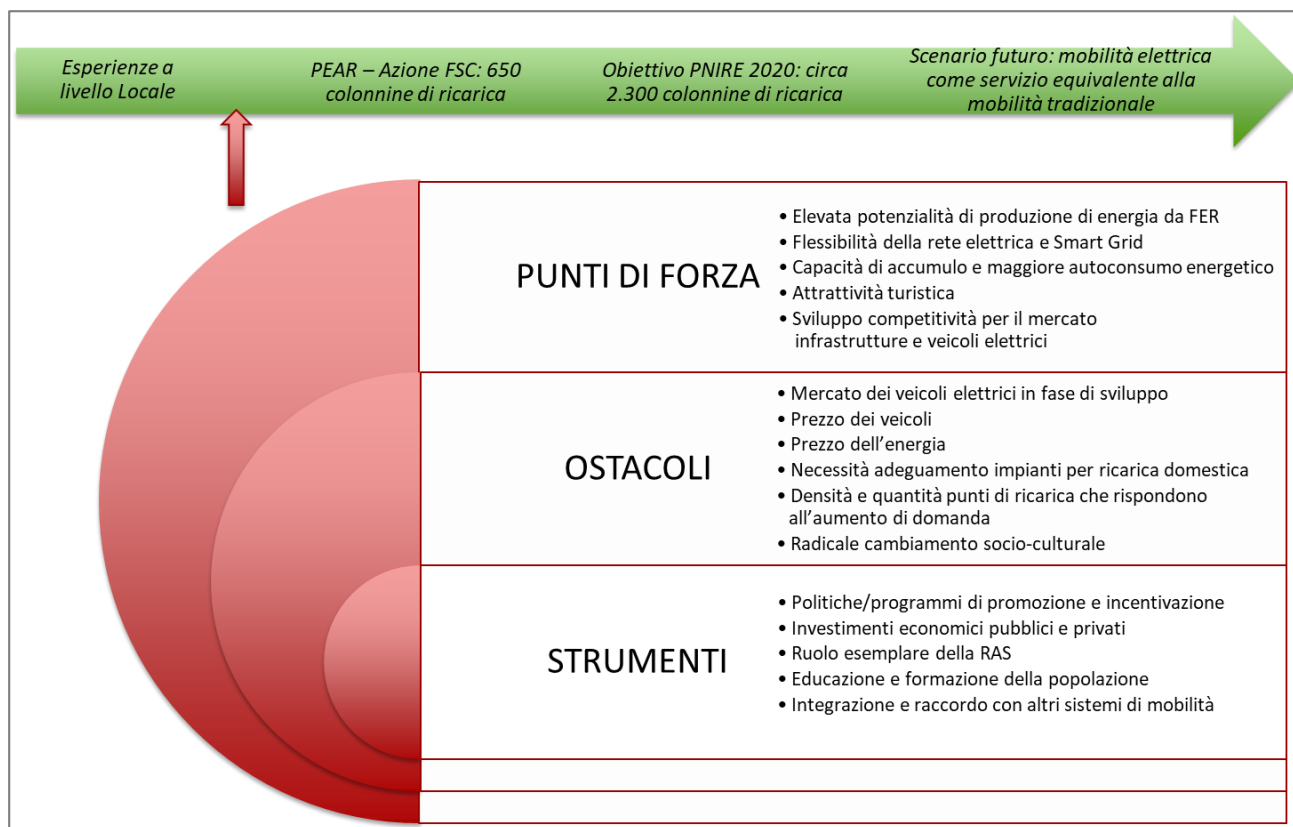 Esperienze a
livello Locale
PEAR – Azione FSC: 650
colonnine di ricarica
Obiettivo PNIRE 2020: circa
2.300 colonnine di ricarica
Scenario futuro: mobilità elettrica
come servizio equivalente alla
mobilità tradizionale
PUNTI DI FORZA
• Elevata potenzialità di produzione di energia da FER
• Flessibilità della rete elettrica e Smart Grid
• Capacità di accumulo e maggiore autoconsumo energetico
• Attrattività turistica
• Sviluppo competitività per il mercato
infrastrutture e veicoli elettrici
OSTACOLI
• Mercato dei veicoli elettrici in fase di sviluppo
• Prezzo dei veicoli
• Prezzo dell’energia
• Necessità adeguamento impianti per ricarica domestica
• Densità e quantità punti di ricarica che rispondono
all’aumento di domanda
• Radicale cambiamento socio-culturale
STRUMENTI
• Politiche/programmi di promozione e incentivazione
• Investimenti economici pubblici e privati
• Ruolo esemplare della RAS
• Educazione e formazione della popolazione
• Integrazione e raccordo con altri sistemi di mobilità